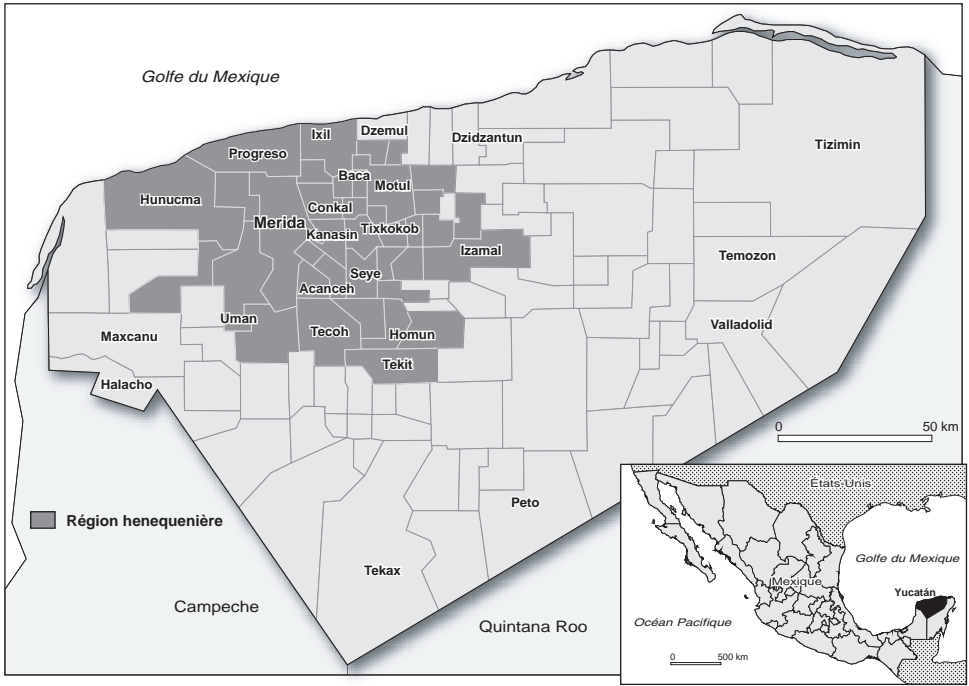 Golfe du Mexique
Ixil
Dzemul
Dzidzantun
Tizimin
Progreso
Baca
Motul
Hunucma
Conkal
Merida
Kanasin
Tixkokob
Izamal
Temozon
Seye
Acanceh
Uman
Tecoh
Homun
Valladolid
Maxcanu
Tekit
Halacho
0 50 km
Région henequenière
Peto
Tekax
Campeche
Quintana Roo
États-Unis
Golfe du Mexique
Mexique
Yucatán
Océan Pacifique
0 500 km